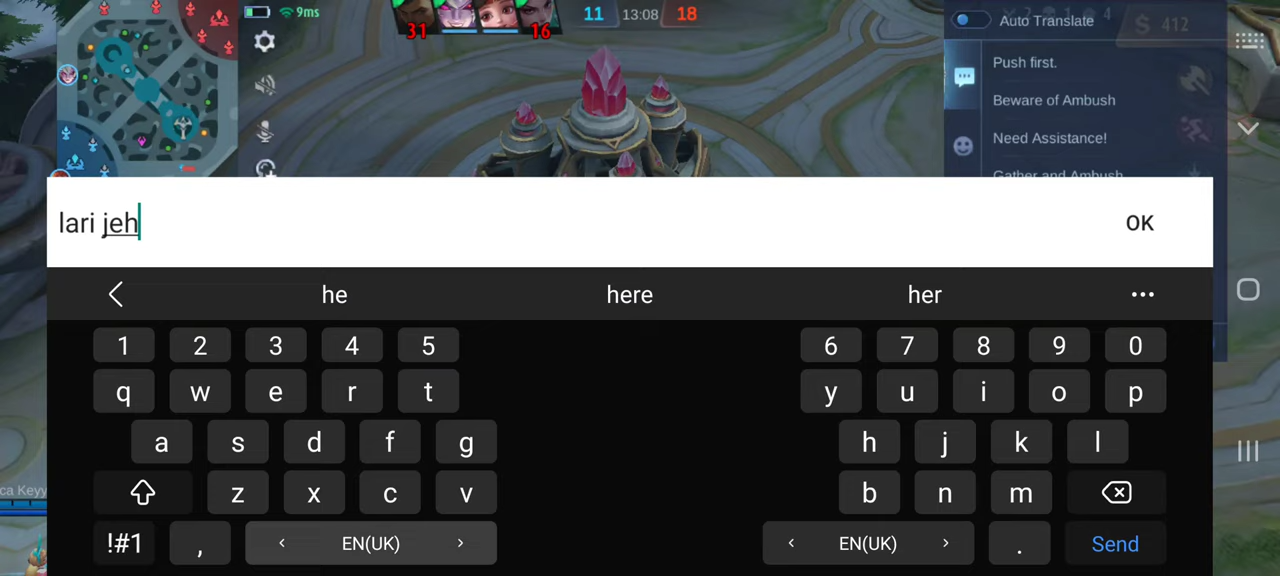 9ms
31
16
11 13:08 18
Auto Translate
$ 412
Push first.
Beware of Ambush
Need Assistance!
Gather and Ambush
lari jeh
OK
he here her
1 2 3 4 5 6 7 8 9 0
q w e r t y u i o p
a s d f g h j k l
z x c v b n m
ca Keyy
!#1 , < EN(UK) > < EN(UK) > . Send